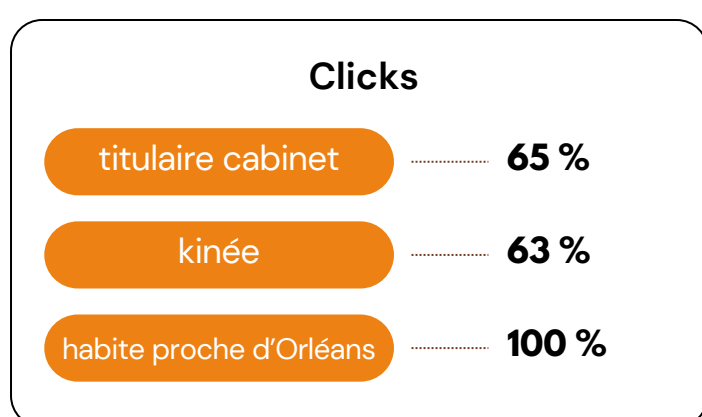 Clicks
titulaire cabinet 65 %
kinée 63 %
habite proche d'Orléans 100 %